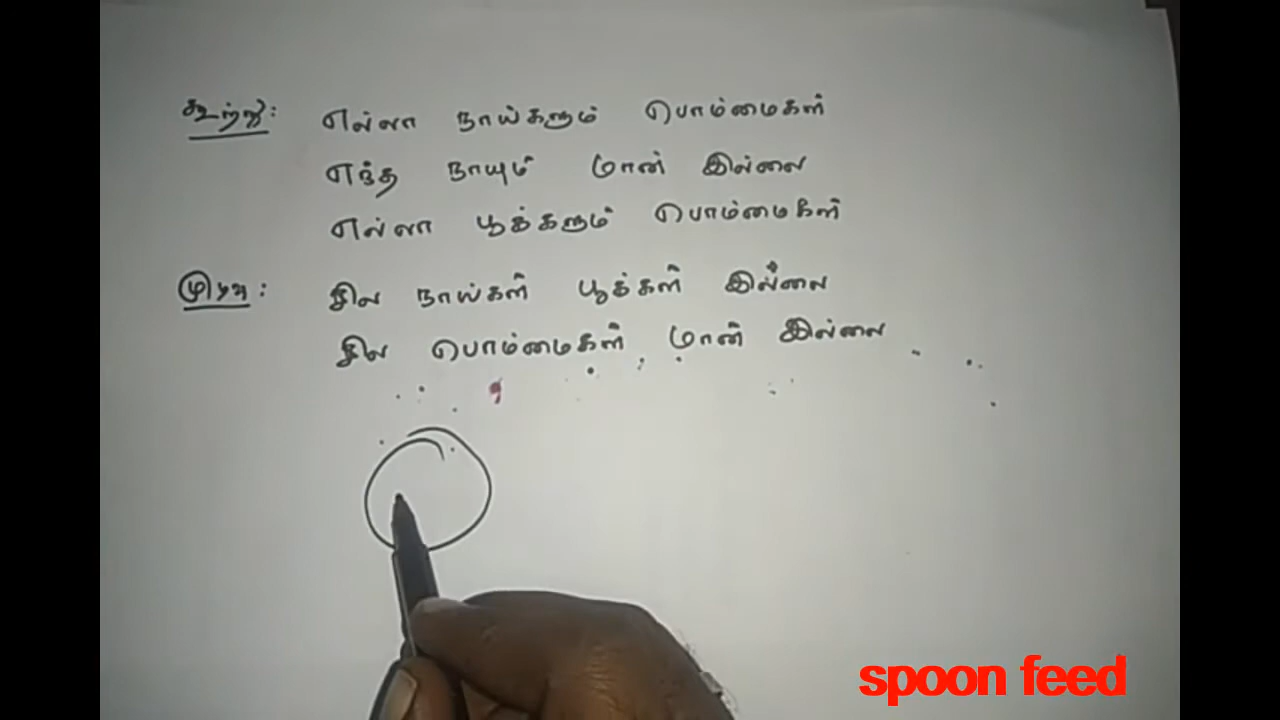 கூற்று: எல்லா நாய்களும் பொம்மைகள்
எந்த நாயும் மான் இல்லை
எல்லா பூக்களும் பொம்மைகள்
முடிவு: சில நாய்கள் பூக்கள் இல்லை
சில பொம்மைகள் மான் இல்லை
spoon feed